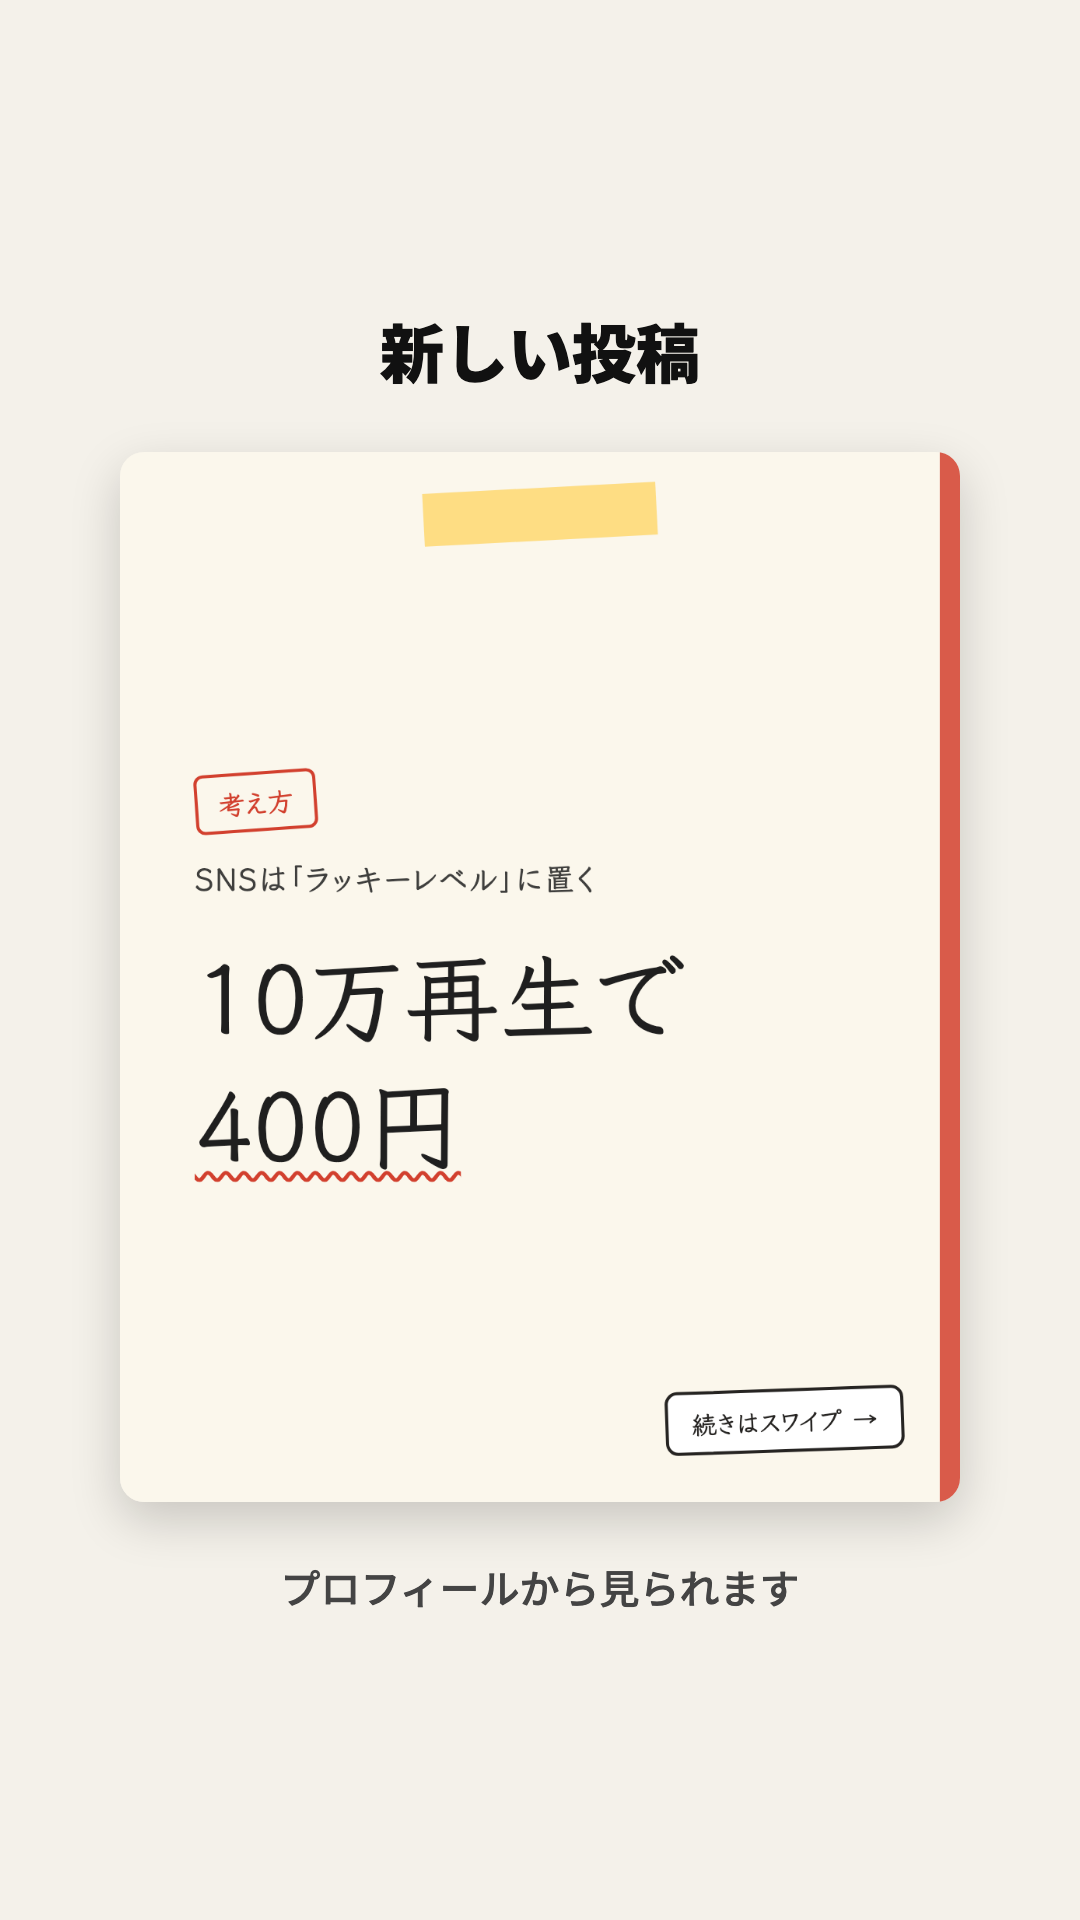 新しい投稿
考え方
SNSは「ラッキーレベル」に置く
10万再生で
400円
続きはスワイプ →
プロフィールから見られます